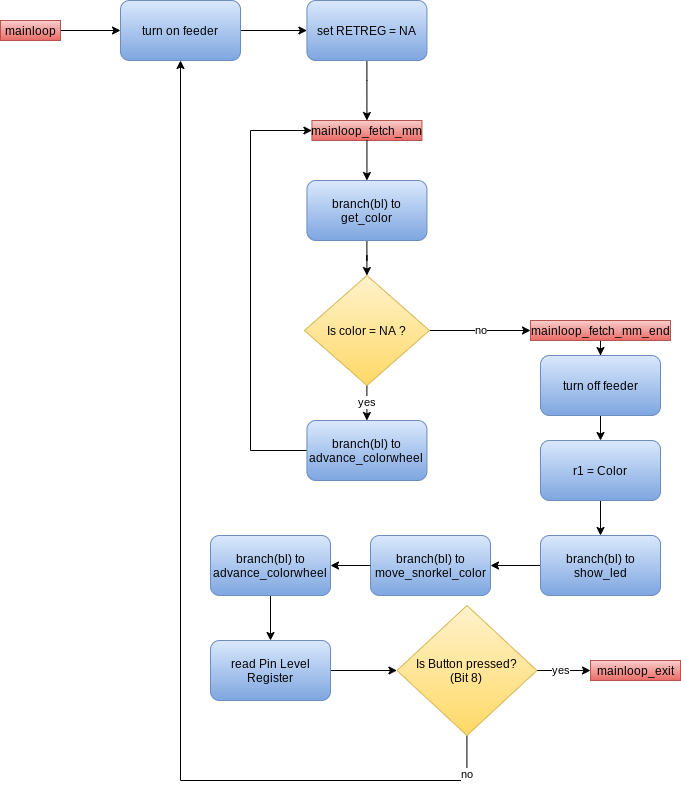 mainloop
turn on feeder
set RETREG = NA
mainloop_fetch_mm
branch(bl) to
get_color
Is color = NA ?
no
mainloop_fetch_mm_end
turn off feeder
yes
branch(bl) to
advance_colorwheel
r1 = Color
branch(bl) to
show_led
branch(bl) to
move_snorkel_color
branch(bl) to
advance_colorwheel
read Pin Level
Register
Is Button pressed?
(Bit 8)
yes
mainloop_exit
no